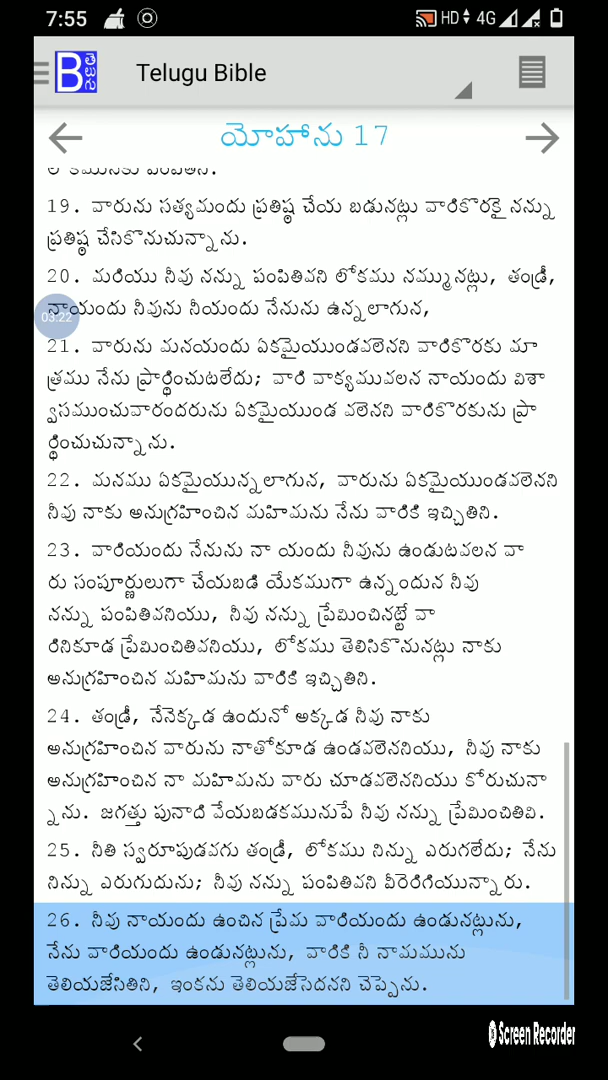 7:55
HD 4G
B
Telugu Bible
యోహాను 17
19. వారును సత్యమందు ప్రతిష్ఠ చేయ బడునట్లు వారికొరకై నన్ను
ప్రతిష్ఠ చేసికొనుచున్నాను.
20. మరియు నీవు నన్ను పంపితివని లోకము నమ్మునట్లు, తండ్రీ,
నాయందు నీవును నీయందు నేనును ఉన్నలాగున,
03:22
21. వారును మనయందు ఏకమైయుండవలెనని వారికొరకు మా
త్రము నేను ప్రార్థించుటలేదు; వారి వాక్యమువలన నాయందు విశా
్వసముంచువారందరును ఏకమైయుండ వలెనని వారికొరకును ప్రా
ర్థించుచున్నాను.
22. మనము ఏకమైయున్నలాగున, వారును ఏకమైయుండవలెనని
నీవు నాకు అనుగ్రహించిన మహిమను నేను వారికి ఇచ్చితిని.
23. వారియందు నేనును నా యందు నీవును ఉండుటవలన వా
రు సంపూర్ణులుగా చేయబడి యేకముగా ఉన్నందున నీవు
నన్ను పంపితివనియు, నీవు నన్ను ప్రేమించినట్టే వా
రినికూడ ప్రేమించితివనియు, లోకము తెలిసికొనునట్లు నాకు
అనుగ్రహించిన మహిమను వారికి ఇచ్చితిని.
24. తండ్రీ, నేనెక్కడ ఉందునో అక్కడ నీవు నాకు
అనుగ్రహించిన వారును నాతోకూడ ఉండవలెననియు, నీవు నాకు
అనుగ్రహించిన నా మహిమను వారు చూడవలెననియు కోరుచునా
్నను. జగత్తు పునాది వేయబడకమునుపే నీవు నన్ను ప్రేమించితివి.
25. నీతి స్వరూపుడవగు తండ్రీ, లోకము నిన్ను ఎరుగలేదు; నేను
నిన్ను ఎరుగుదును; నీవు నన్ను పంపితివని వీరెరిగియున్నారు.
26. నీవు నాయందు ఉంచిన ప్రేమ వారియందు ఉండునట్లును,
నేను వారియందు ఉండునట్లును, వారికి నీ నామమును
తెలియజేసితిని, ఇంకను తెలియజేసెదనని చెప్పెను.
Screen Recorder